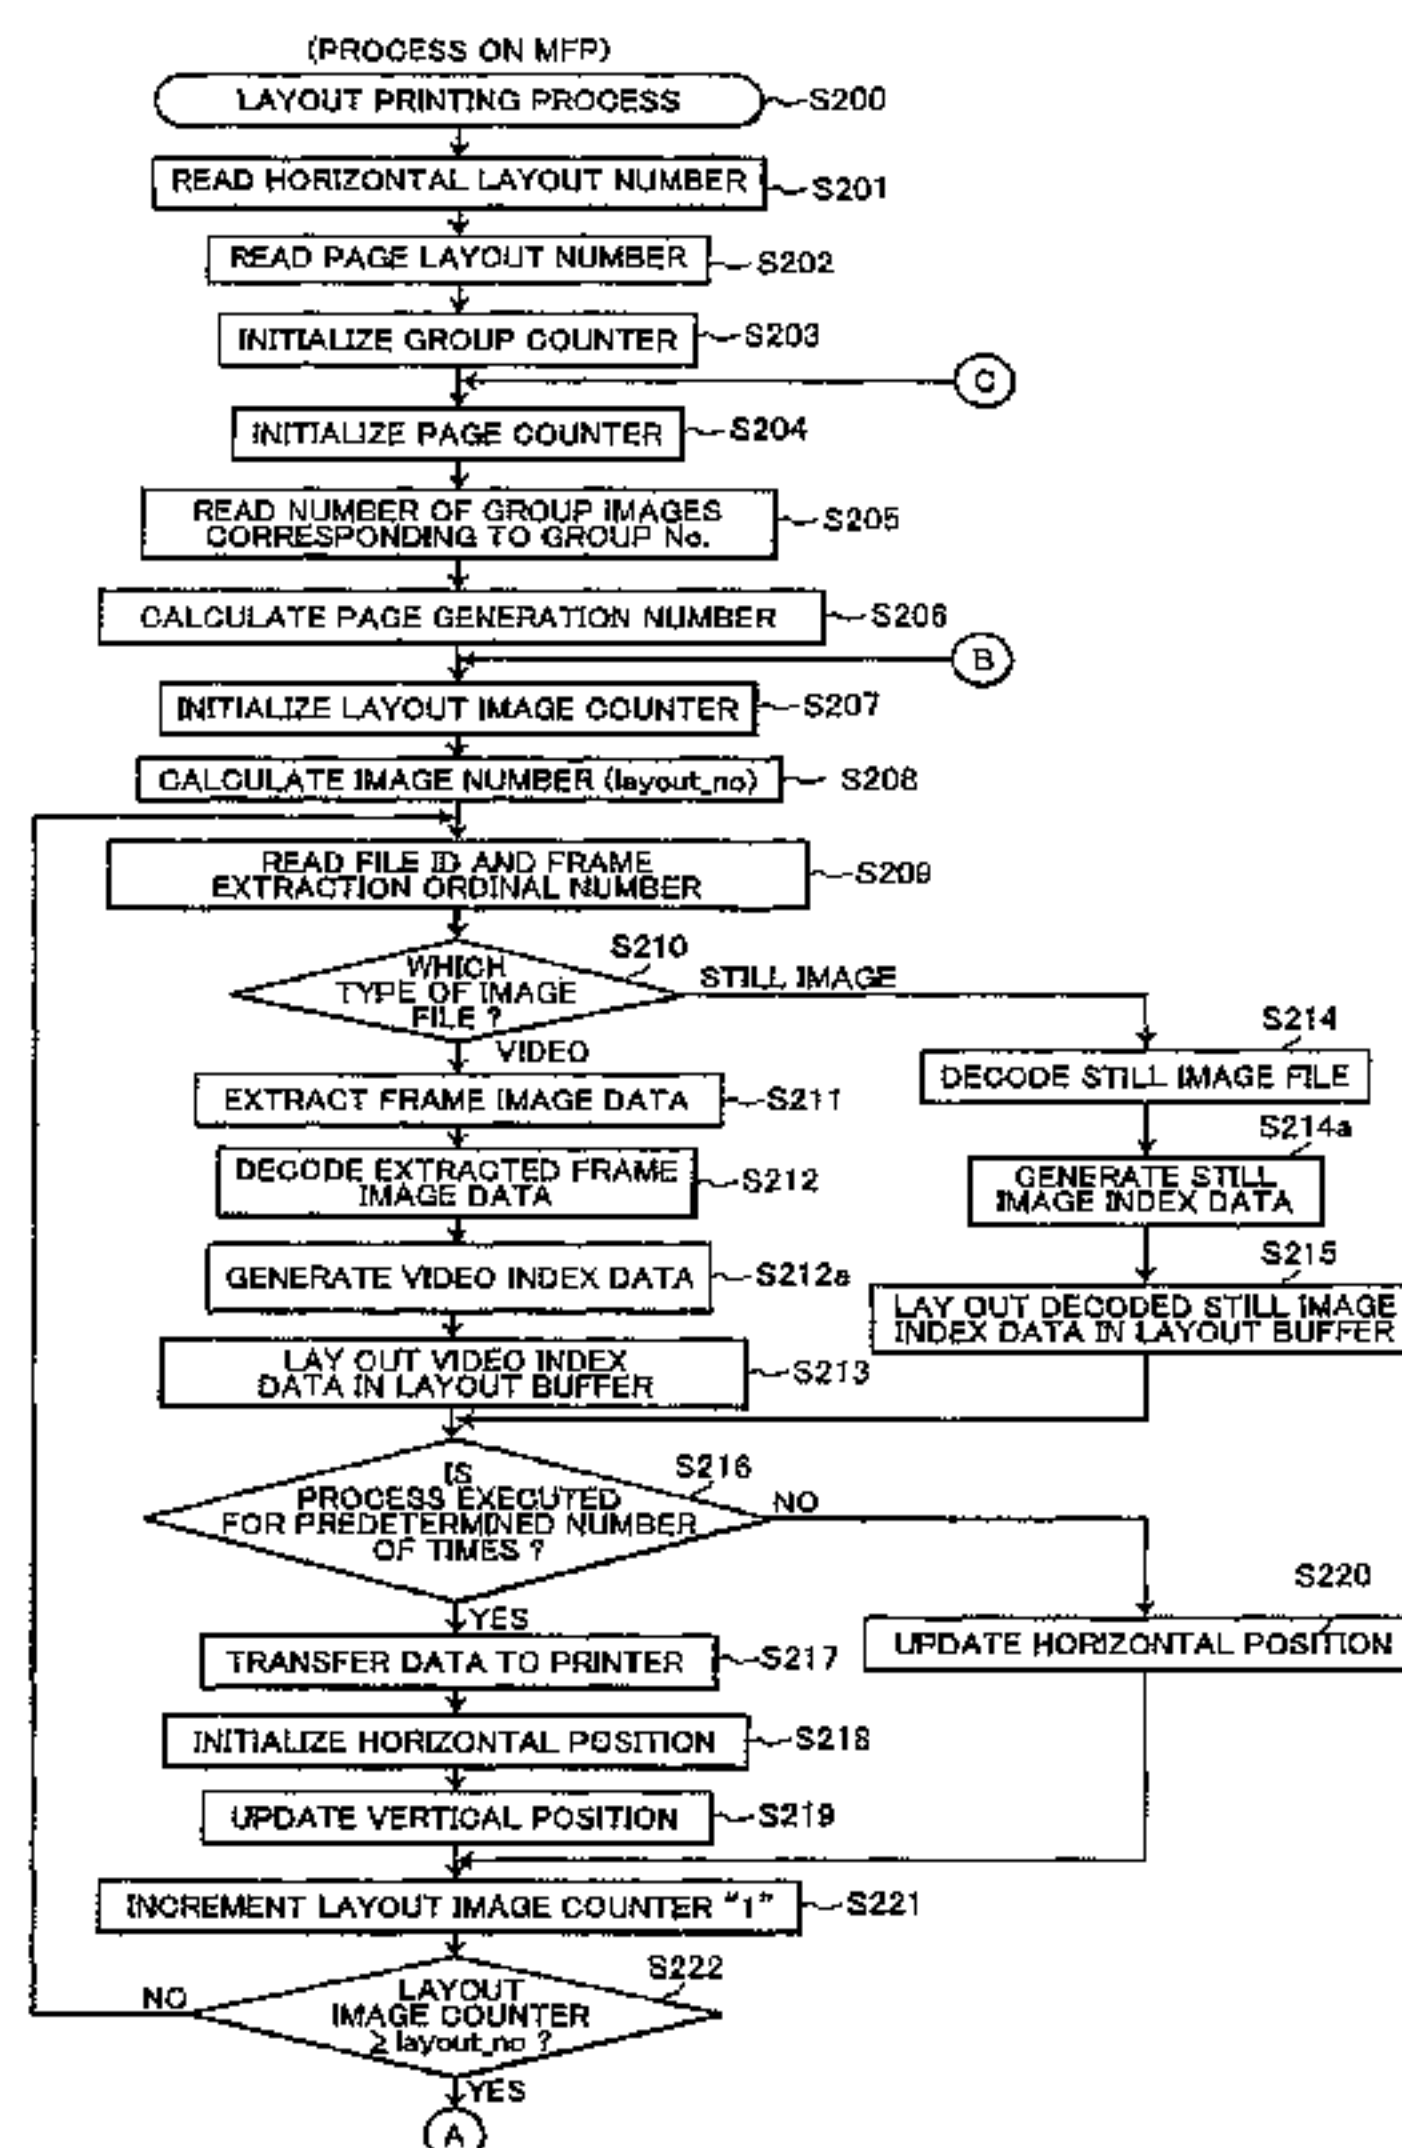 (PROCESS ON MFP)
LAYOUT PRINTING PROCESS
S200
READ HORIZONTAL LAYOUT NUMBER
S201
READ PAGE LAYOUT NUMBER
S202
INITIALIZE GROUP COUNTER
S203
C
INITIALIZE PAGE COUNTER
S204
READ NUMBER OF GROUP IMAGES
CORRESPONDING TO GROUP No.
S205
CALCULATE PAGE GENERATION NUMBER
S206
B
INITIALIZE LAYOUT IMAGE COUNTER
S207
CALCULATE IMAGE NUMBER (layout_no)
S208
READ FILE ID AND FRAME
EXTRACTION ORDINAL NUMBER
S209
WHICH
TYPE OF IMAGE
FILE ?
S210
STILL IMAGE
VIDEO
EXTRACT FRAME IMAGE DATA
S211
DECODE EXTRACTED FRAME
IMAGE DATA
S212
GENERATE VIDEO INDEX DATA
S212a
LAY OUT VIDEO INDEX
DATA IN LAYOUT BUFFER
S213
S214
DECODE STILL IMAGE FILE
S214a
GENERATE STILL
IMAGE INDEX DATA
S215
LAY OUT DECODED STILL IMAGE
INDEX DATA IN LAYOUT BUFFER
IS
PROCESS EXECUTED
FOR PREDETERMINED NUMBER
OF TIMES ?
S216
NO
YES
TRANSFER DATA TO PRINTER
S217
INITIALIZE HORIZONTAL POSITION
S218
UPDATE VERTICAL POSITION
S219
S220
UPDATE HORIZONTAL POSITION
INCREMENT LAYOUT IMAGE COUNTER "1"
S221
LAYOUT
IMAGE COUNTER
≥ layout_no ?
S222
NO
YES
A